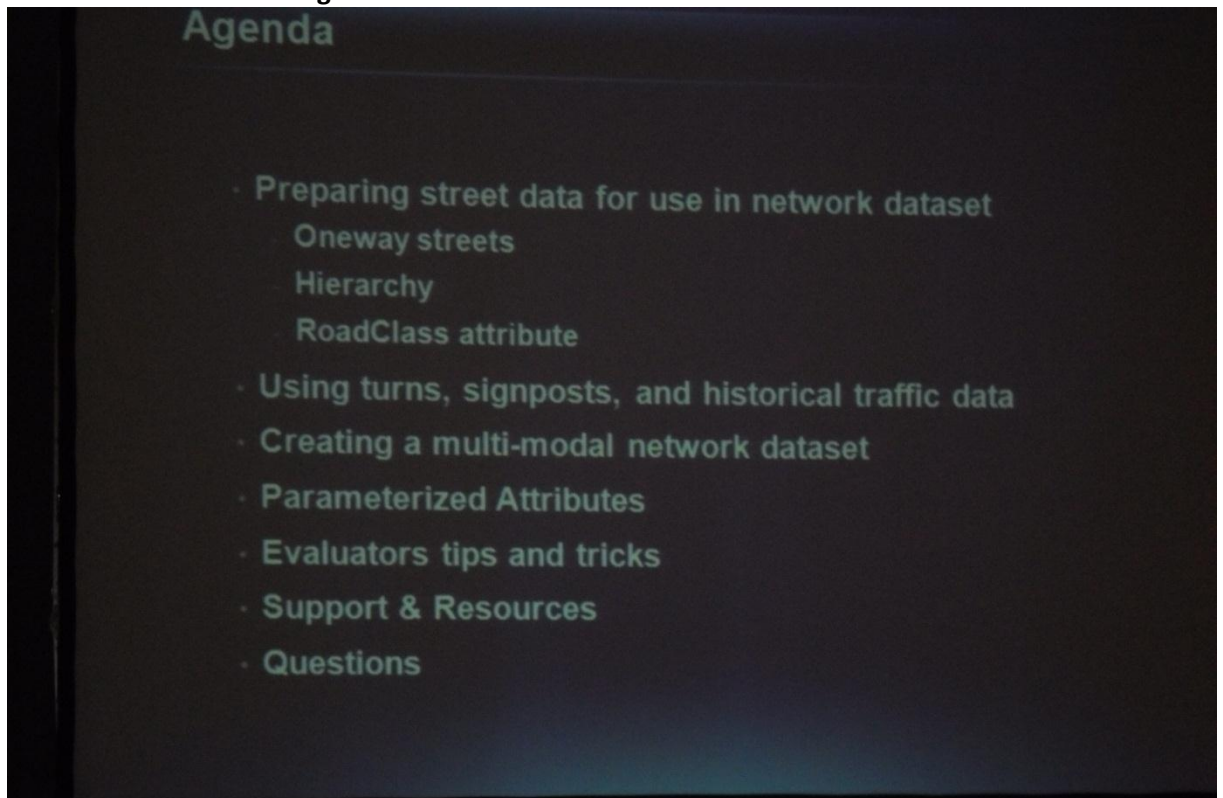 Agenda
Preparing street data for use in network dataset
Oneway streets
Hierarchy
RoadClass attribute
Using turns, signposts, and historical traffic data
Creating a multi-modal network dataset
Parameterized Attributes
Evaluators tips and tricks
Support & Resources
Questions